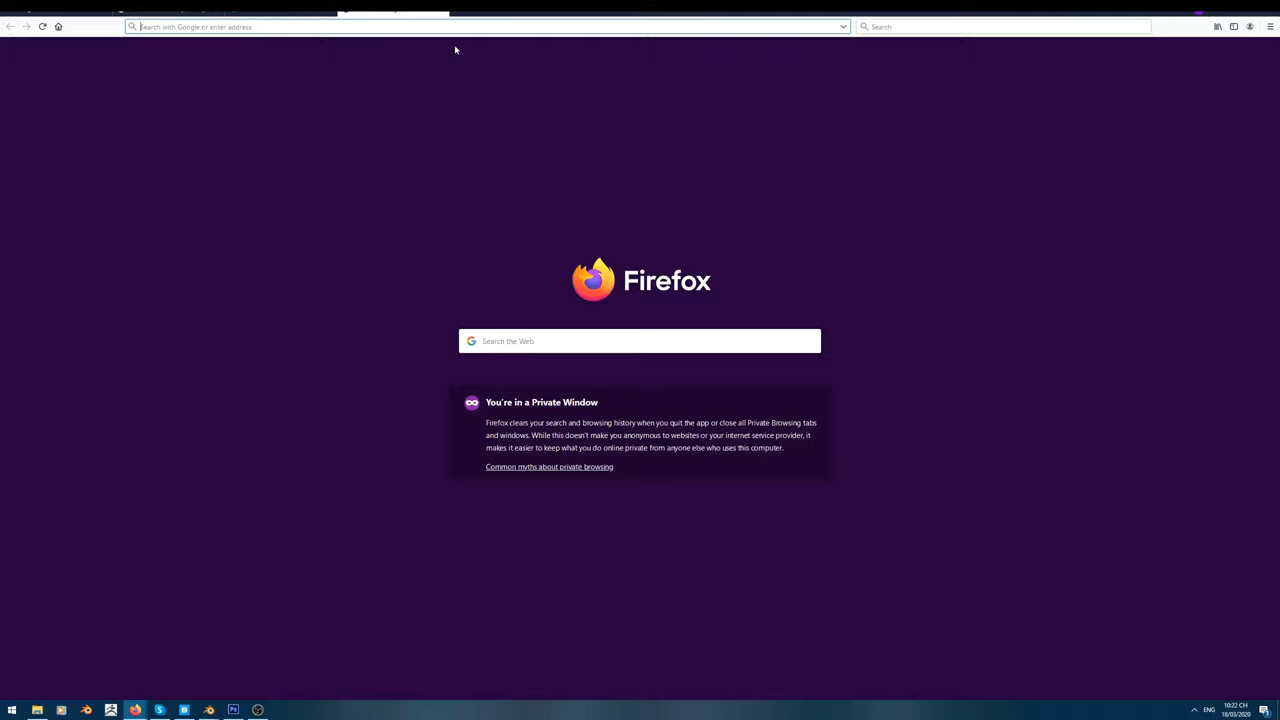 Search with Google or enter address
Search
Firefox
Search the Web
You're in a Private Window
Firefox clears your search and browsing history when you quit the app or close all Private Browsing tabs
and windows. While this doesn't make you anonymous to websites or your internet service provider, it
makes it easier to keep what you do online private from anyone else who uses this computer.
Common myths about private browsing
ENG
10:22 CH
18/03/2020